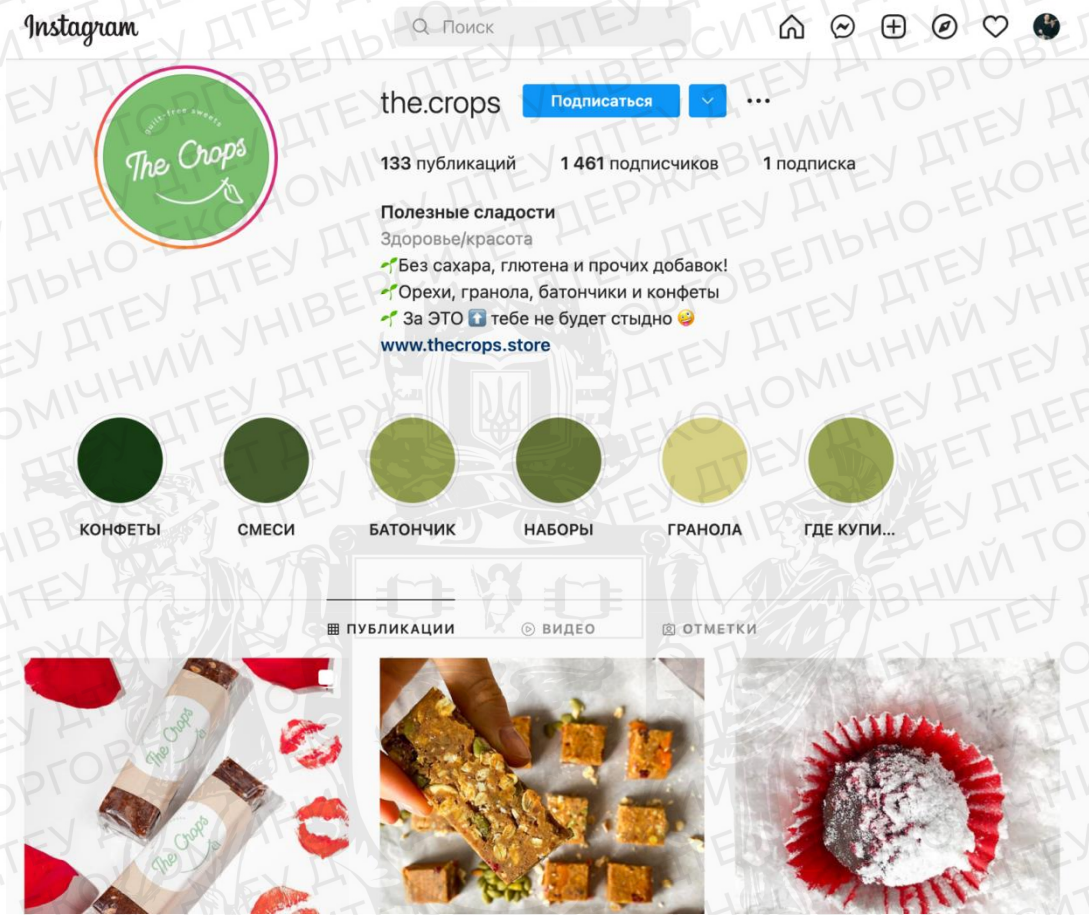 Instagram
Поиск
the.crops
Подписаться
133 публикаций 1 461 подписчиков 1 подписка
guilt-free sweets
The Crops
Полезные сладости
Здоровье/красота
🌱Без сахара, глютена и прочих добавок!
🌱Орехи, гранола, батончики и конфеты
🌱 За ЭТО ⬆️ тебе не будет стыдно 🤪
www.thecrops.store
КОНФЕТЫ СМЕСИ БАТОНЧИК НАБОРЫ ГРАНОЛА ГДЕ КУПИ...
ПУБЛИКАЦИИ ВИДЕО ОТМЕТКИ
The Crops
The Crops